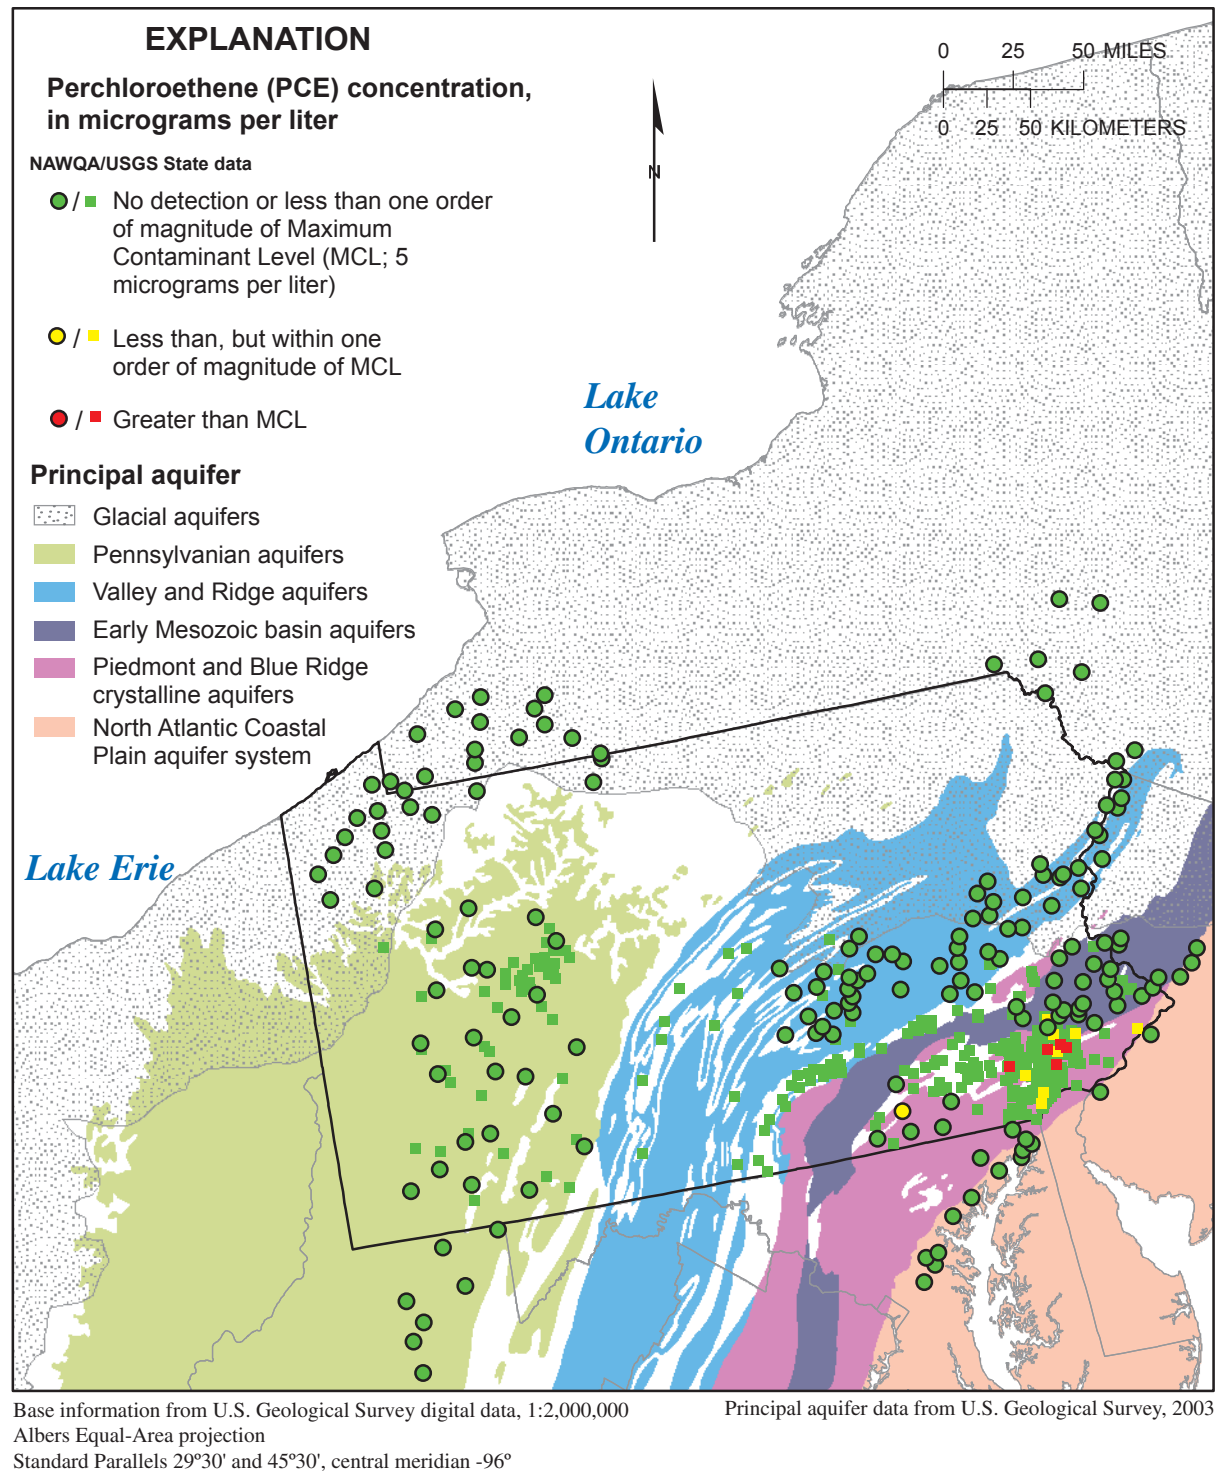 EXPLANATION
Perchloroethene (PCE) concentration,
in micrograms per liter
NAWQA/USGS State data
/ No detection or less than one order
of magnitude of Maximum
Contaminant Level (MCL; 5
micrograms per liter)
/ Less than, but within one
order of magnitude of MCL
/ Greater than MCL
Principal aquifer
Glacial aquifers
Pennsylvanian aquifers
Valley and Ridge aquifers
Early Mesozoic basin aquifers
Piedmont and Blue Ridge
crystalline aquifers
North Atlantic Coastal
Plain aquifer system
0 25 50 MILES
0 25 50 KILOMETERS
N
Lake
Ontario
Lake Erie
Base information from U.S. Geological Survey digital data, 1:2,000,000
Albers Equal-Area projection
Standard Parallels 29º30' and 45º30', central meridian -96º
Principal aquifer data from U.S. Geological Survey, 2003